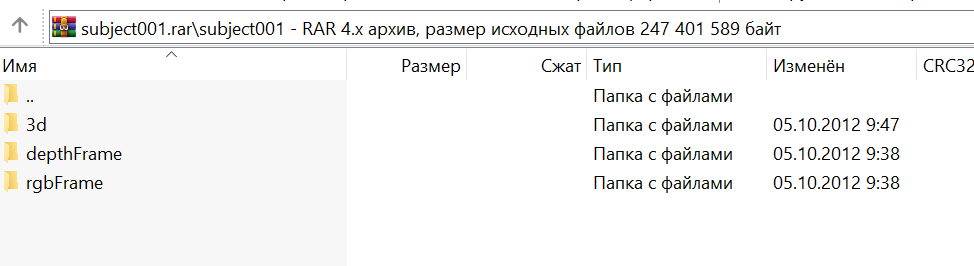 subject001.rar\subject001 - RAR 4.x архив, размер исходных файлов 247 401 589 байт
Имя Размер Сжат Тип Изменён CRC32
.. Папка с файлами
3d Папка с файлами 05.10.2012 9:47
depthFrame Папка с файлами 05.10.2012 9:38
rgbFrame Папка с файлами 05.10.2012 9:38